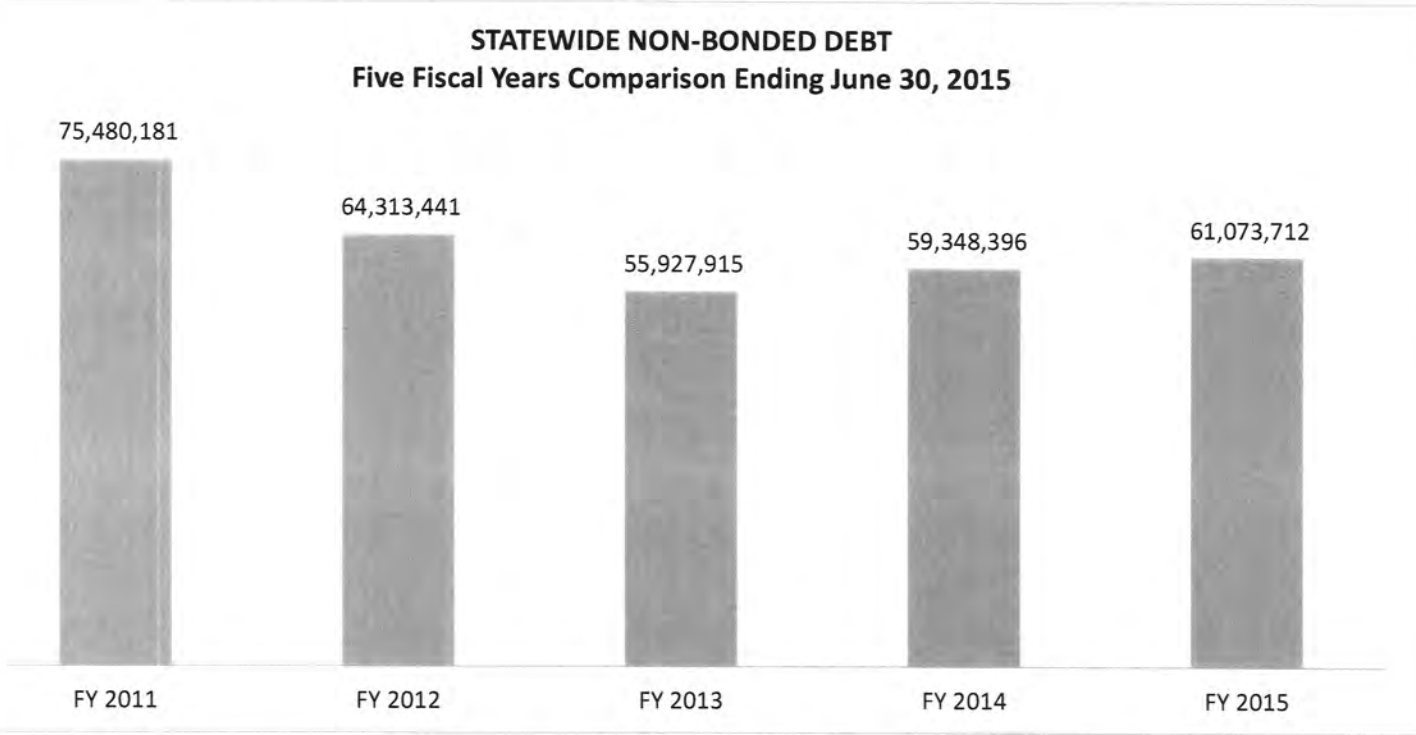 STATEWIDE NON-BONDED DEBT
Five Fiscal Years Comparison Ending June 30, 2015
75,480,181
64,313,441
55,927,915
59,348,396
61,073,712
FY 2011
FY 2012
FY 2013
FY 2014
FY 2015